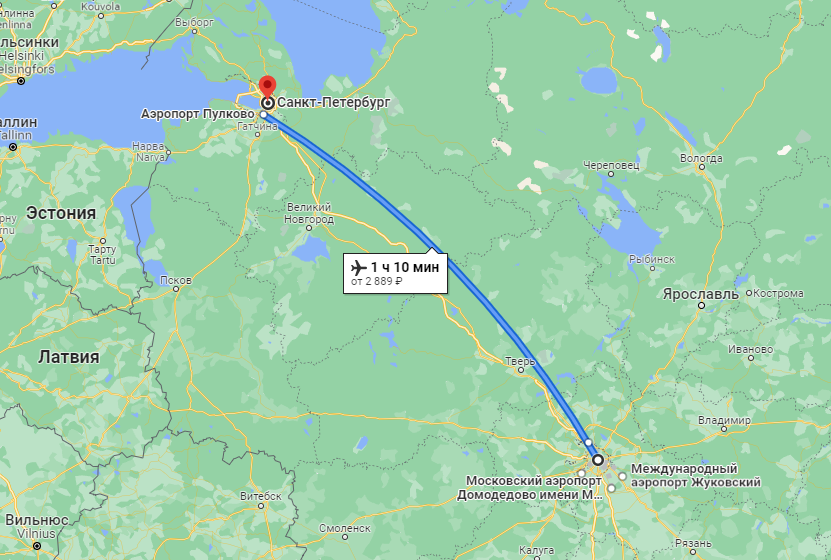 Kouvola
Выборг
льсинки
Helsinki
elsingfors
Санкт-Петербург
Аэропорт Пулково
Гатчина
аллин
Tallinn
Нарва
Narva
Череповец
Вологда
Эстония
Великий
Новгород
Тарту
Tartu
Рыбинск
1 ч 10 мин
от 2 889 ₽
Псков
Ярославль
Кострома
Латвия
Тверь
Иваново
Владимир
Международный
аэропорт Жуковский
Московский аэропорт
Домодедово имени М...
Витебск
Вильнюс
Vilnius
Смоленск
Калуга
Рязань